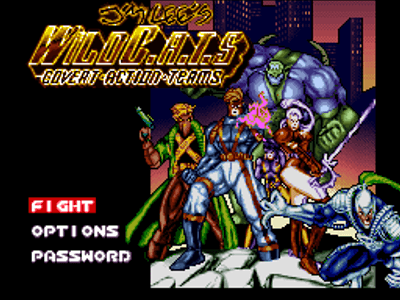 JIM LEE'S
WILDC.A.T.S
COVERT·ACTION·TEAMS
FIGHT
OPTIONS
PASSWORD